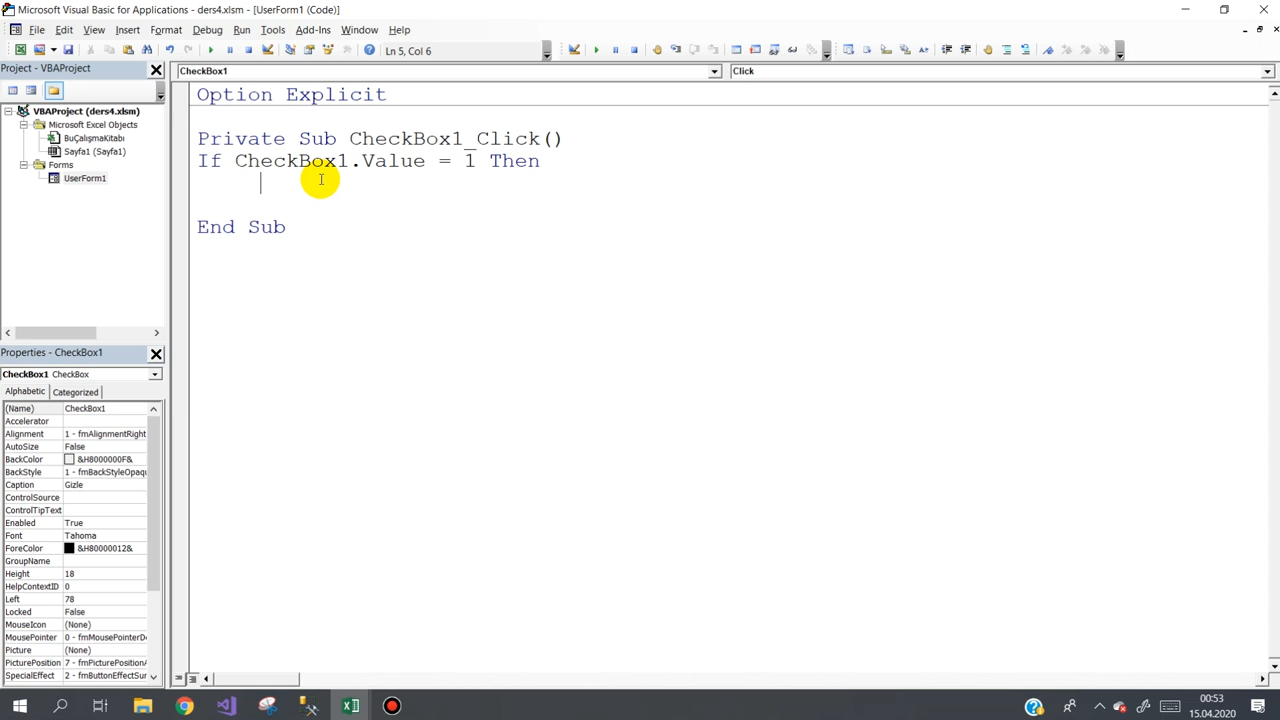 Microsoft Visual Basic for Applications - ders4.xlsm - [UserForm1 (Code)]
File Edit View Insert Format Debug Run Tools Add-Ins Window Help
Ln 5, Col 6
Project - VBAProject
CheckBox1 Click
VBAProject (ders4.xlsm)
Microsoft Excel Objects
BuÇalışmaKitabı
Sayfa1 (Sayfa1)
Forms
UserForm1
Option Explicit
Private Sub CheckBox1_Click()
If CheckBox1.Value = 1 Then
End Sub
Properties - CheckBox1
CheckBox1 CheckBox
Alphabetic Categorized
(Name) CheckBox1
Accelerator
Alignment 1 - fmAlignmentRight
AutoSize False
BackColor &H8000000F&
BackStyle 1 - fmBackStyleOpaqu
Caption Gizle
ControlSource
ControlTipText
Enabled True
Font Tahoma
ForeColor &H80000012&
GroupName
Height 18
HelpContextID 0
Left 78
Locked False
MouseIcon (None)
MousePointer 0 - fmMousePointerDe
Picture (None)
PicturePosition 7 - fmPicturePositionA
SpecialEffect 2 - fmButtonEffectSun
00:53
15.04.2020